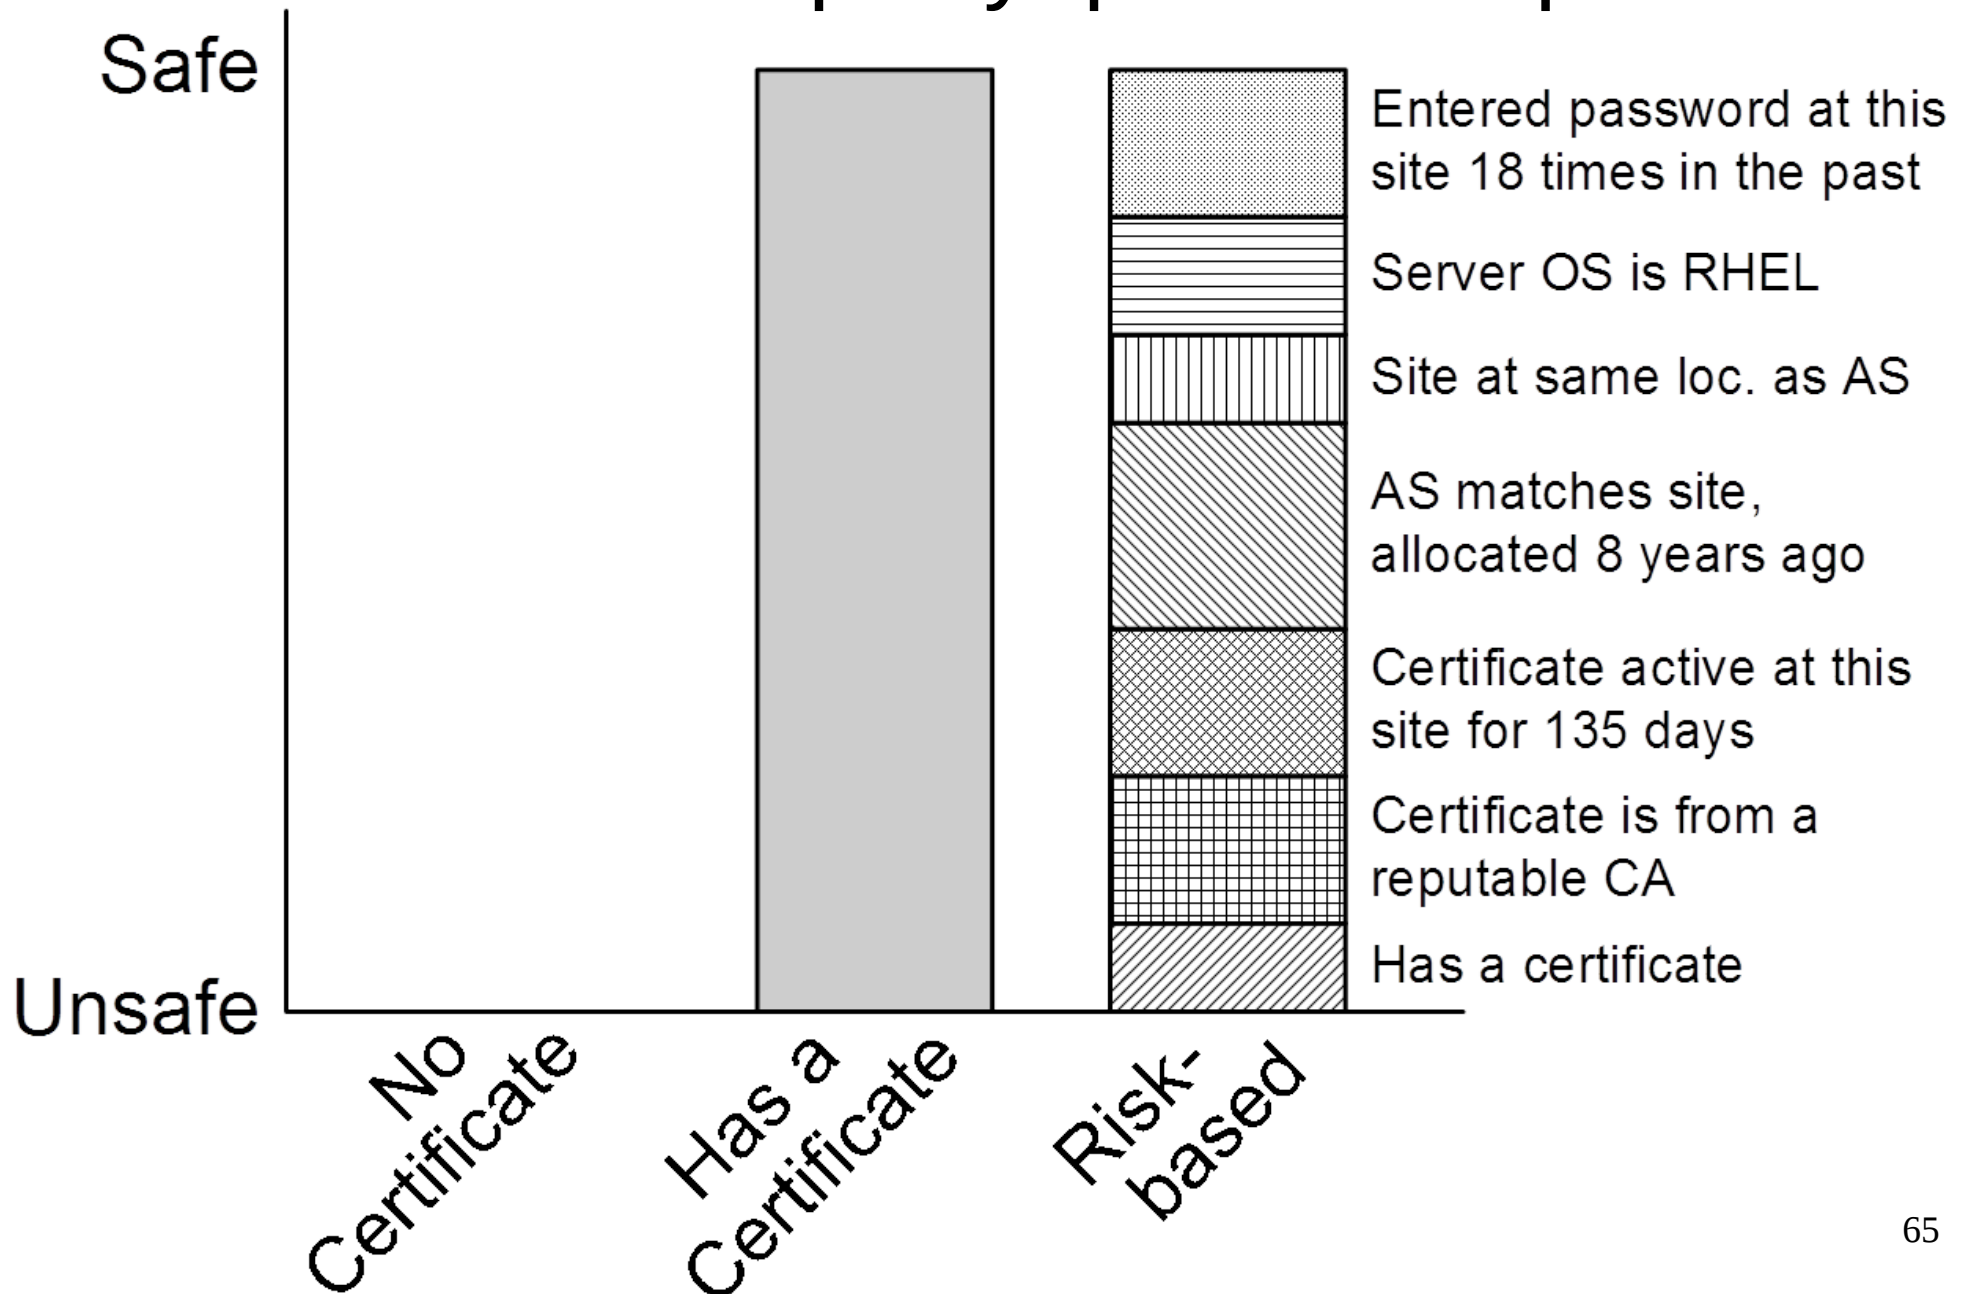 Safe
Entered password at this
site 18 times in the past
Server OS is RHEL
Site at same loc. as AS
AS matches site,
allocated 8 years ago
Certificate active at this
site for 135 days
Certificate is from a
reputable CA
Has a certificate
Unsafe
No
Certificate
Has a
Certificate
Risk-
based
65